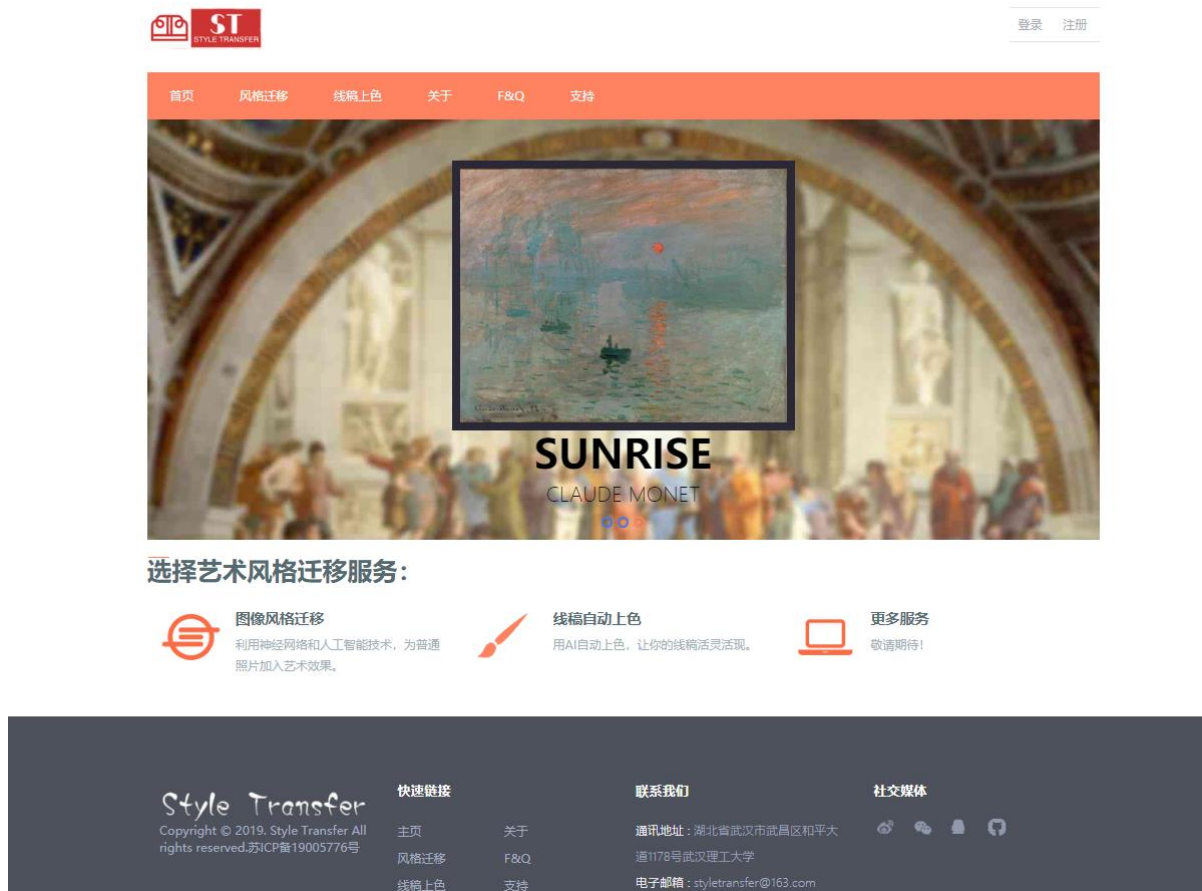 ST
STYLE TRANSFER
登录 注册
首页 风格迁移 线稿上色 关于 F&Q 支持
SUNRISE
CLAUDE MONET
选择艺术风格迁移服务:
图像风格迁移
利用神经网络和人工智能技术，为普通
照片加入艺术效果。
线稿自动上色
用AI自动上色，让你的线稿活灵活现。
更多服务
敬请期待!
Style Transfer
Copyright © 2019. Style Transfer All
rights reserved.苏ICP备19005776号
快速链接
主页 关于
风格迁移 F&Q
线稿上色 支持
联系我们
通讯地址 : 湖北省武汉市武昌区和平大
道1178号武汉理工大学
电子邮箱 : styletransfer@163.com
社交媒体